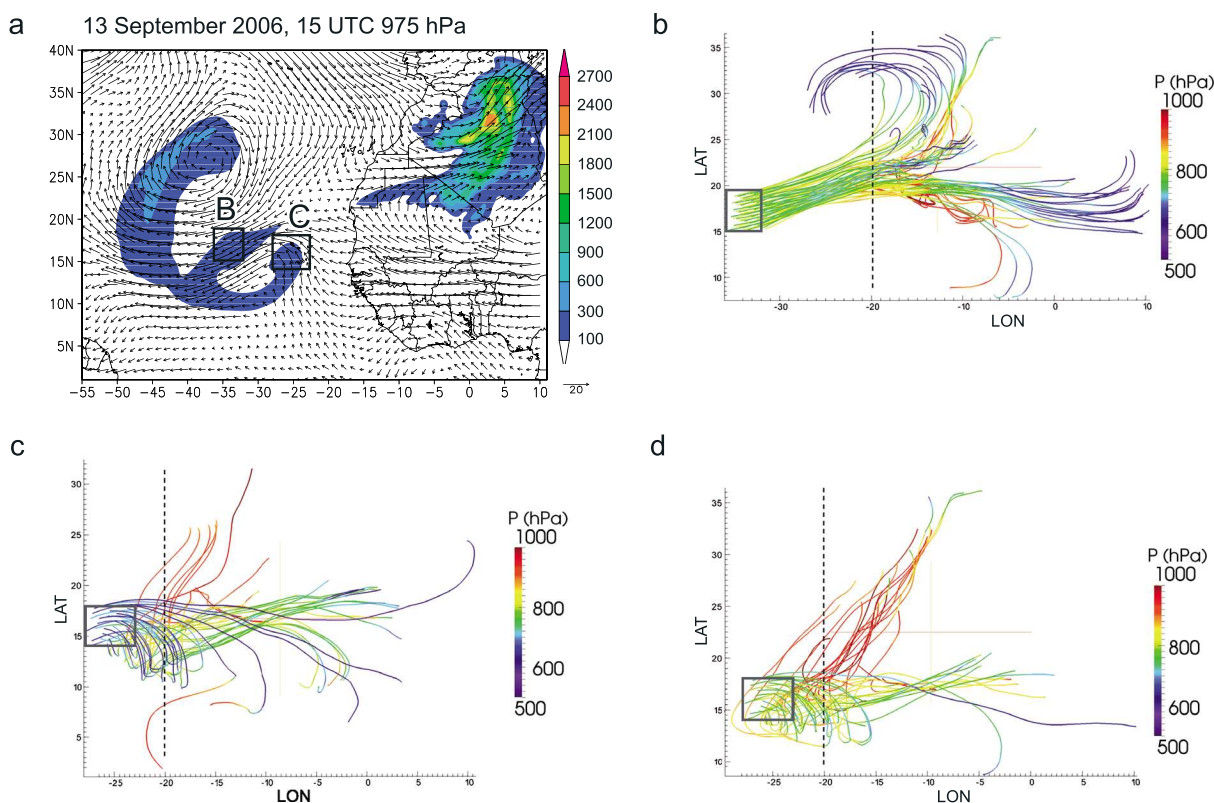 a
13 September 2006, 15 UTC 975 hPa
40N
35N
30N
25N
20N
15N
10N
5N
B
C
-55 -50 -45 -40 -35 -30 -25 -20 -15 -10 -5 0 5 10
2700
2400
2100
1800
1500
1200
900
600
300
100
20
b
35
30
25
20
15
10
LAT
-30 -20 -10 0 10
LON
P (hPa)
1000
800
600
500
c
30
25
20
15
10
5
LAT
-25 -20 -15 -10 -5 0 5 10
LON
P (hPa)
1000
800
600
500
d
35
30
25
20
15
10
LAT
-25 -20 -15 -10 -5 0 5 10
LON
P (hPa)
1000
800
600
500